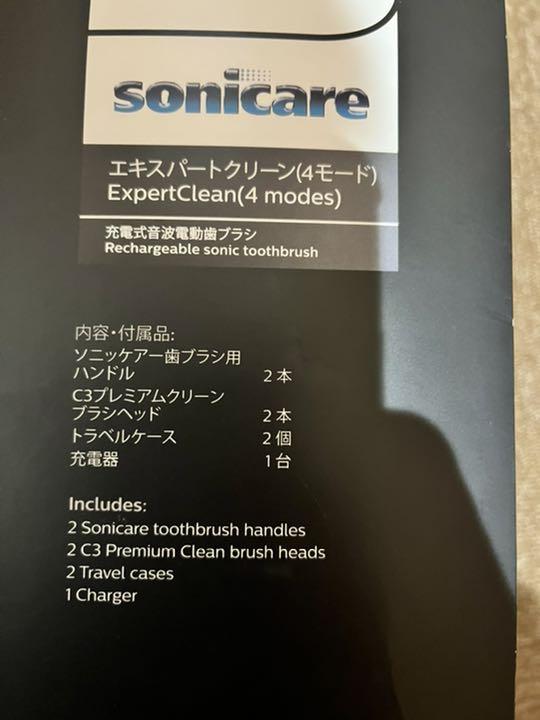 sonicare
エキスパートクリーン(4モード)
ExpertClean(4 modes)
充電式音波電動歯ブラシ
Rechargeable sonic toothbrush
内容・付属品:
ソニッケアー歯ブラシ用
ハンドル 2本
C3プレミアムクリーン
ブラシヘッド 2本
トラベルケース 2個
充電器 1台
Includes:
2 Sonicare toothbrush handles
2 C3 Premium Clean brush heads
2 Travel cases
1 Charger